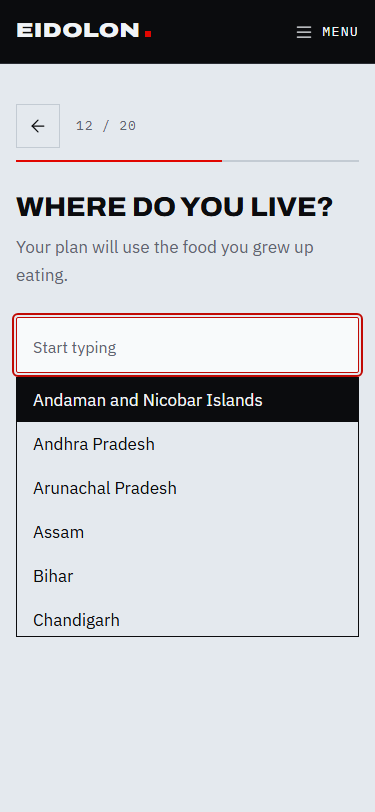 EIDOLON.
MENU
12 / 20
WHERE DO YOU LIVE?
Your plan will use the food you grew up
eating.
Start typing
Andaman and Nicobar Islands
Andhra Pradesh
Arunachal Pradesh
Assam
Bihar
Chandigarh